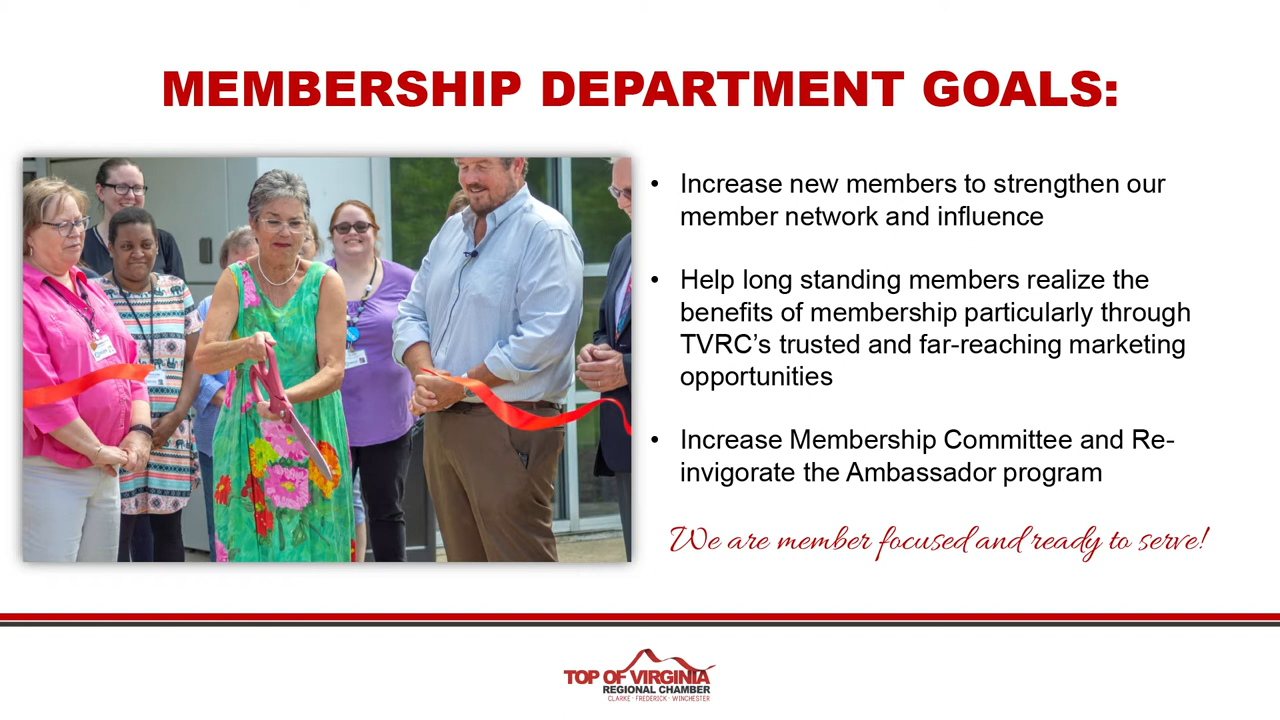 MEMBERSHIP DEPARTMENT GOALS:
• Increase new members to strengthen our
member network and influence
• Help long standing members realize the
benefits of membership particularly through
TVRC’s trusted and far-reaching marketing
opportunities
• Increase Membership Committee and Re-
invigorate the Ambassador program
We are member focused and ready to serve!
TOP OF VIRGINIA
REGIONAL CHAMBER
CLARKE · FREDERICK · WINCHESTER